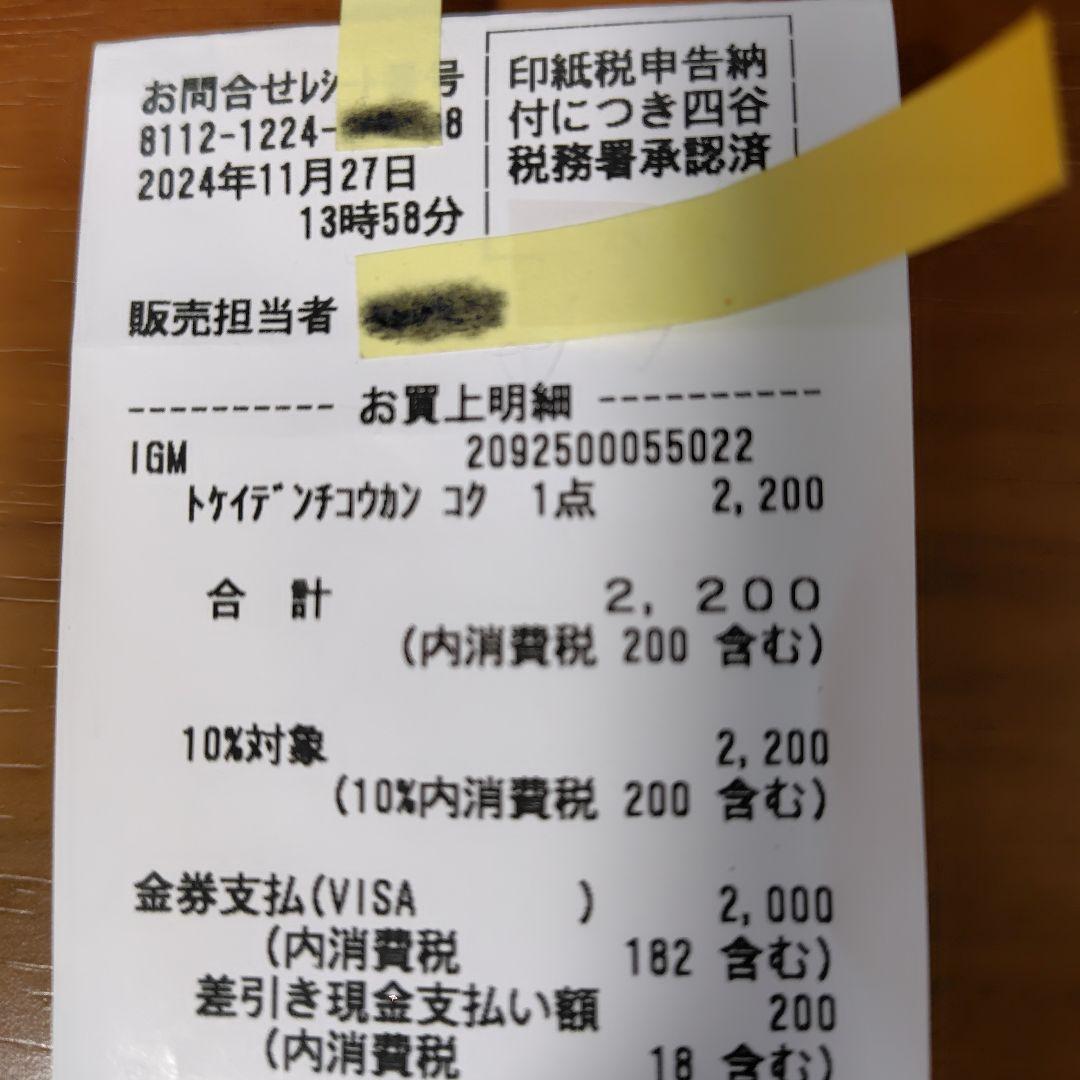 お問合せﾚｼ 号
8112-1224- 8
2024年11月27日
13時58分
印紙税申告納
付につき四谷
税務署承認済
販売担当者
---------- お買上明細 ----------
IGM 2092500055022
ﾄｹｲﾃﾞﾝﾁｺｳｶﾝ ｺｸ 1点 2,200
合 計 2,200
(内消費税 200 含む)
10%対象 2,200
(10%内消費税 200 含む)
金券支払(VISA ) 2,000
(内消費税 182 含む)
差引き現金支払い額 200
(内消費税 18 含む)